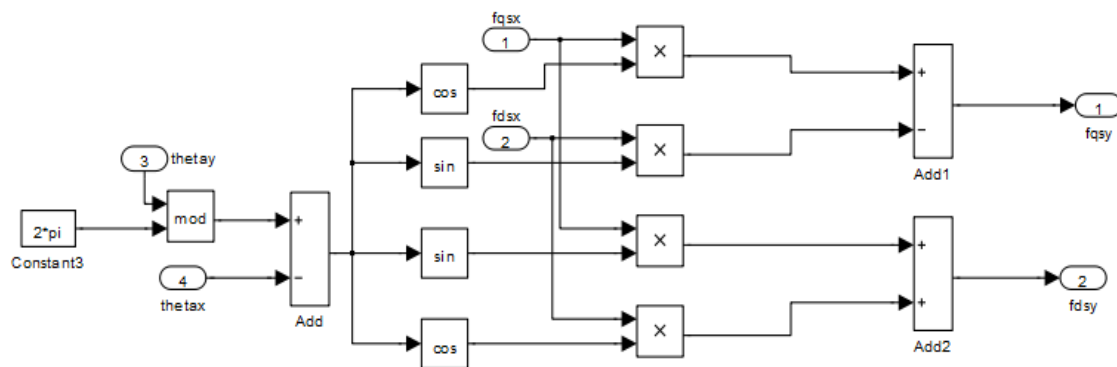 fqsx
1
×
+
cos
fdsx
1
−
fqsy
2
×
3
thetay
sin
Add1
mod
+
2*pi
×
+
sin
Constant3
−
4
2
thetax
×
+
fdsy
Add
cos
Add2